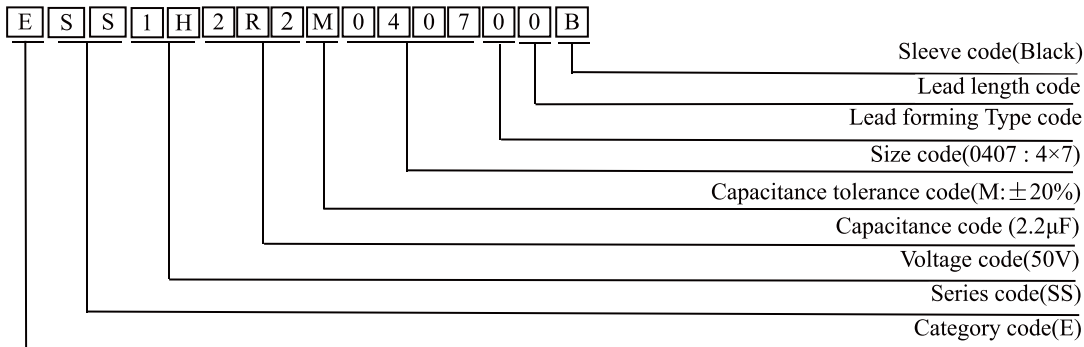 E S S 1 H 2 R 2 M 0 4 0 7 0 0 B
Sleeve code(Black)
Lead length code
Lead forming Type code
Size code(0407 : 4×7)
Capacitance tolerance code(M:±20%)
Capacitance code (2.2μF)
Voltage code(50V)
Series code(SS)
Category code(E)